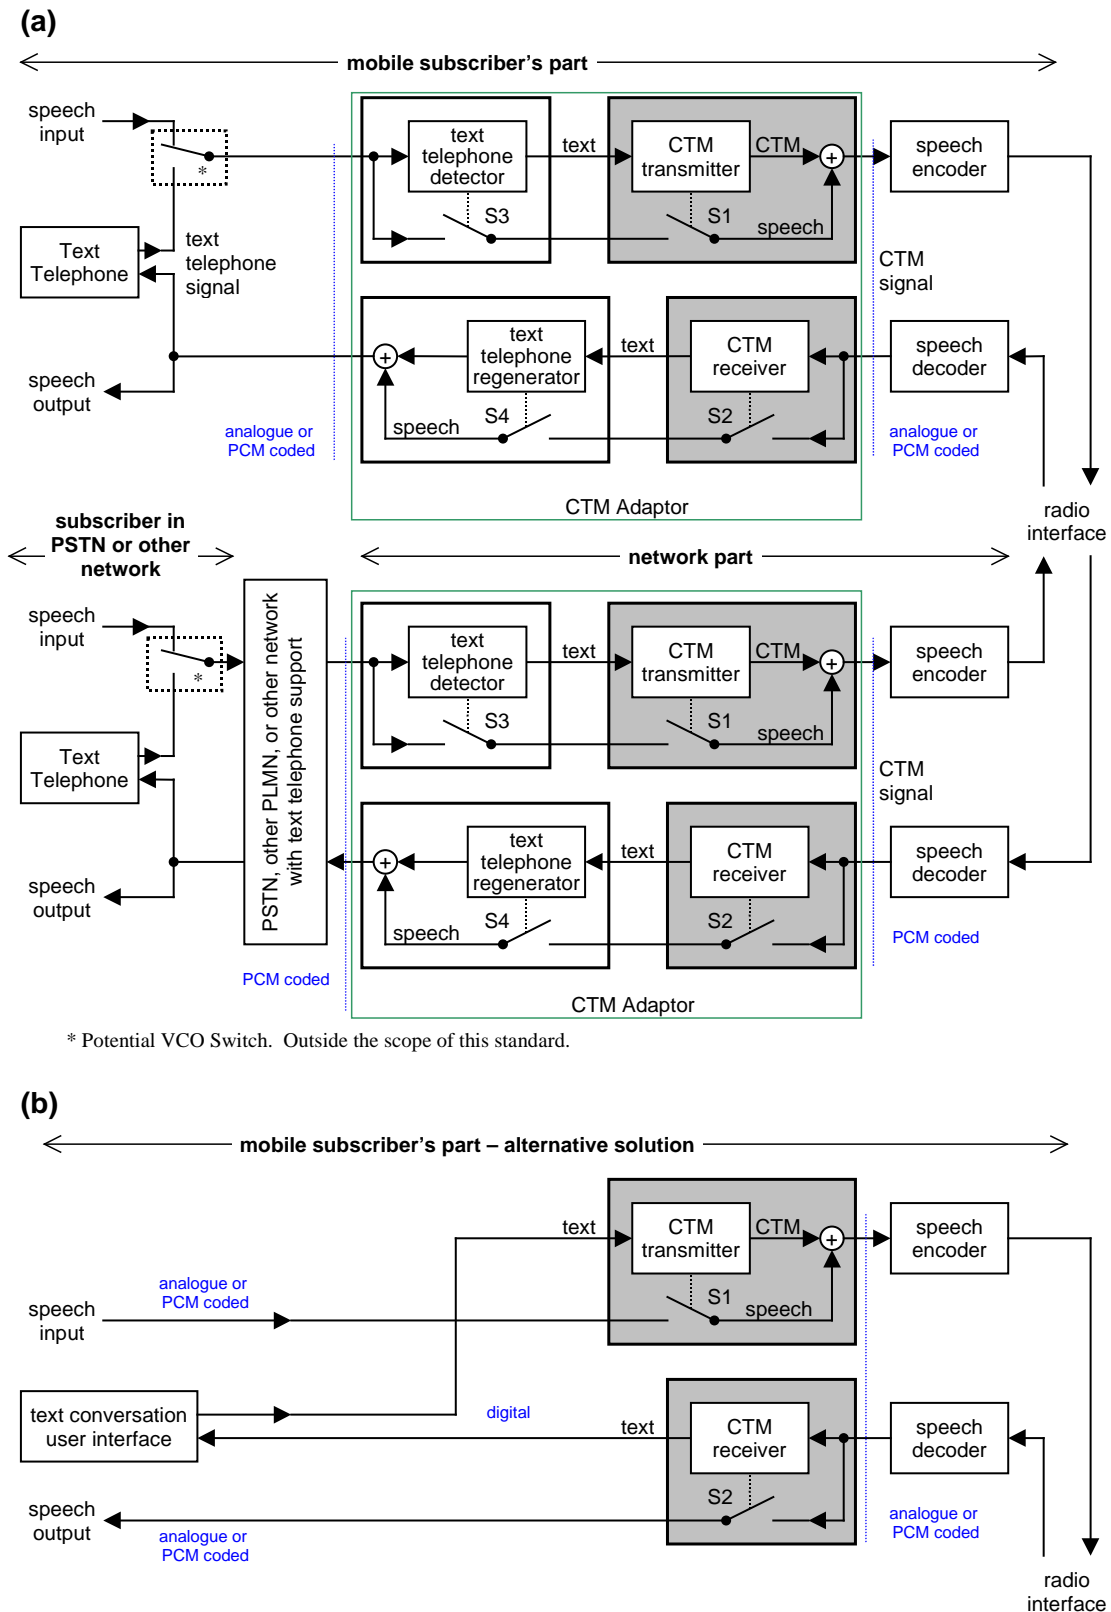 (a)
mobile subscriber's part
speech
input
*
text
telephone
detector
text
CTM
transmitter
CTM
+
speech
encoder
S3
S1
speech
Text
Telephone
text
telephone
signal
CTM
signal
+
text
telephone
regenerator
text
CTM
receiver
speech
decoder
speech
output
speech
S4
S2
analogue or
PCM coded
analogue or
PCM coded
CTM Adaptor
radio
interface
subscriber in
PSTN or other
network
network part
speech
input
*
PSTN, other PLMN, or other network
with text telephone support
text
telephone
detector
text
CTM
transmitter
CTM
+
speech
encoder
S3
S1
speech
Text
Telephone
CTM
signal
+
text
telephone
regenerator
text
CTM
receiver
speech
decoder
speech
output
speech
S4
S2
PCM coded
PCM coded
CTM Adaptor
* Potential VCO Switch.  Outside the scope of this standard.
(b)
mobile subscriber's part – alternative solution
text
CTM
transmitter
CTM
+
speech
encoder
analogue or
PCM coded
S1
speech
speech
input
text conversation
user interface
digital
text
CTM
receiver
speech
decoder
S2
speech
output
analogue or
PCM coded
analogue or
PCM coded
radio
interface